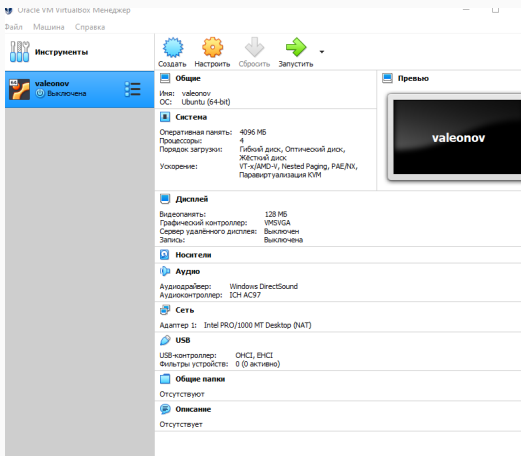 Oracle VM VirtualBox Менеджер
Файл Машина Справка
Инструменты
Создать Настроить Сбросить Запустить
64
valeonov
Выключена
Общие
Имя: valeonov
ОС: Ubuntu (64-bit)
Система
Оперативная память: 4096 МБ
Процессоры: 4
Порядок загрузки: Гибкий диск, Оптический диск,
Жёсткий диск
Ускорение: VT-x/AMD-V, Nested Paging, PAE/NX,
Паравиртуализация KVM
Превью
valeonov
Дисплей
Видеопамять: 128 МБ
Графический контроллер: VMSVGA
Сервер удалённого дисплея: Выключен
Запись: Выключена
Носители
Аудио
Аудиодрайвер: Windows DirectSound
Аудиоконтроллер: ICH AC97
Сеть
Адаптер 1: Intel PRO/1000 MT Desktop (NAT)
USB
USB-контроллер: OHCI, EHCI
Фильтры устройств: 0 (0 активно)
Общие папки
Отсутствуют
Описание
Отсутствует